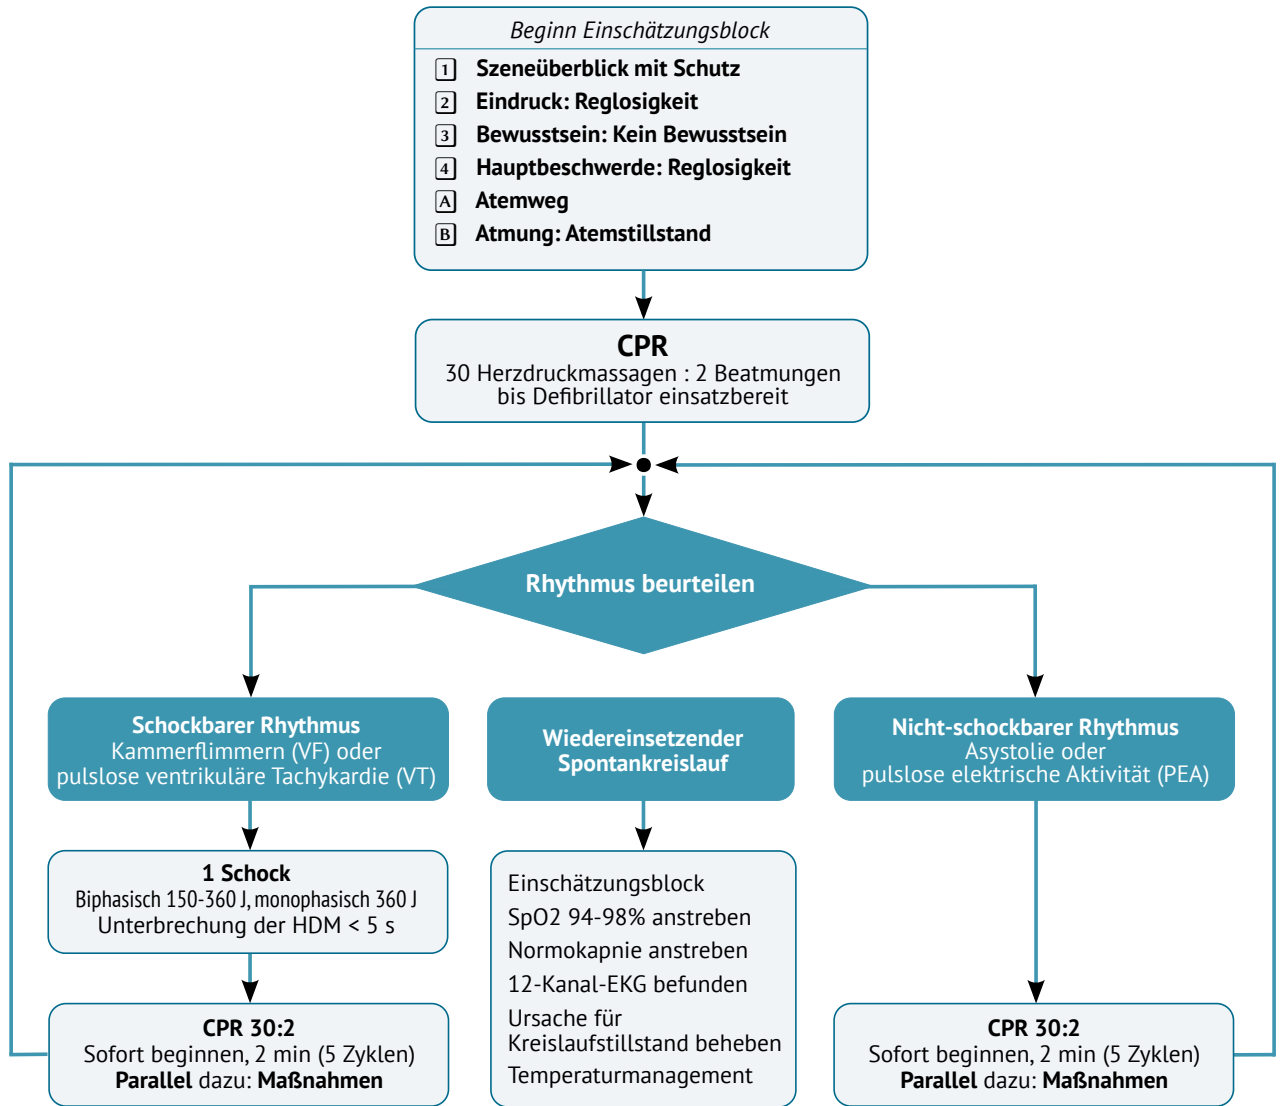 Beginn Einschätzungsblock
1 Szeneüberblick mit Schutz
2 Eindruck: Reglosigkeit
3 Bewusstsein: Kein Bewusstsein
4 Hauptbeschwerde: Reglosigkeit
A Atemweg
B Atmung: Atemstillstand
CPR
30 Herzdruckmassagen : 2 Beatmungen
bis Defibrillator einsatzbereit
Rhythmus beurteilen
Schockbarer Rhythmus
Kammerflimmern (VF) oder
pulslose ventrikuläre Tachykardie (VT)
Wiedereinsetzender
Spontankreislauf
Nicht-schockbarer Rhythmus
Asystolie oder
pulslose elektrische Aktivität (PEA)
1 Schock
Biphasisch 150-360 J, monophasisch 360 J
Unterbrechung der HDM < 5 s
Einschätzungsblock
SpO2 94-98% anstreben
Normokapnie anstreben
12-Kanal-EKG befunden
Ursache für
Kreislaufstillstand beheben
Temperaturmanagement
CPR 30:2
Sofort beginnen, 2 min (5 Zyklen)
Parallel dazu: Maßnahmen
CPR 30:2
Sofort beginnen, 2 min (5 Zyklen)
Parallel dazu: Maßnahmen